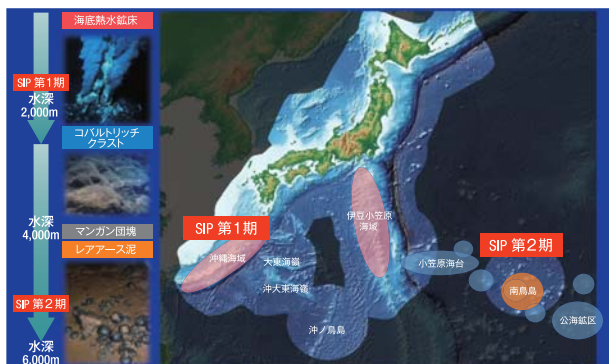 海底熱水鉱床
SIP 第1期
水深
2,000m
コバルトリッチ
クラスト
水深
4,000m
マンガン団塊
レアアース泥
SIP 第2期
水深
6,000m
SIP 第1期
沖縄海域
大東海嶺
沖大東海嶺
沖ノ鳥島
伊豆小笠原
海域
小笠原海台
SIP 第2期
南鳥島
公海鉱区